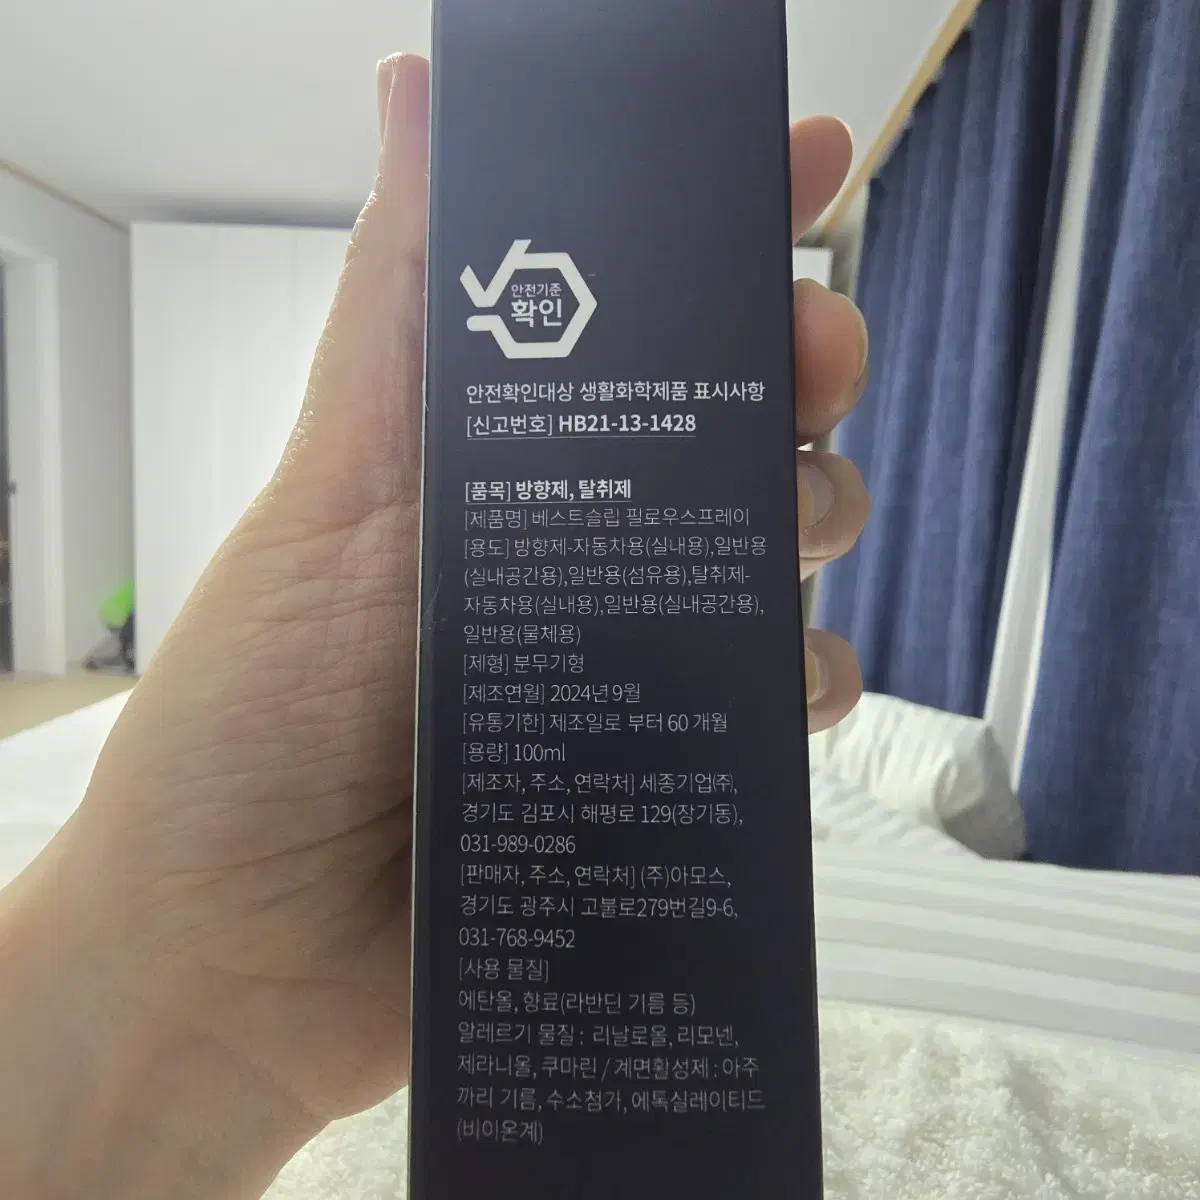 안전기준
확인
안전확인대상 생활화학제품 표시사항
[신고번호] HB21-13-1428
[품목] 방향제, 탈취제
[제품명] 베스트슬립 필로우스프레이
[용도] 방향제-자동차용(실내용),일반용
(실내공간용),일반용(섬유용),탈취제-
자동차용(실내용),일반용(실내공간용),
일반용(물체용)
[제형] 분무기형
[제조연월] 2024년 9월
[유통기한] 제조일로 부터 60 개월
[용량] 100ml
[제조자, 주소, 연락처] 세종기업㈜,
경기도 김포시 해평로 129(장기동),
031-989-0286
[판매자, 주소, 연락처] (주)아모스,
경기도 광주시 고불로279번길9-6,
031-768-9452
[사용 물질]
에탄올, 향료(라반딘 기름 등)
알레르기 물질 : 리날로올, 리모넨,
제라니올, 쿠마린 / 계면활성제 : 아주
까리 기름, 수소첨가, 에톡실레이티드
(비이온계)